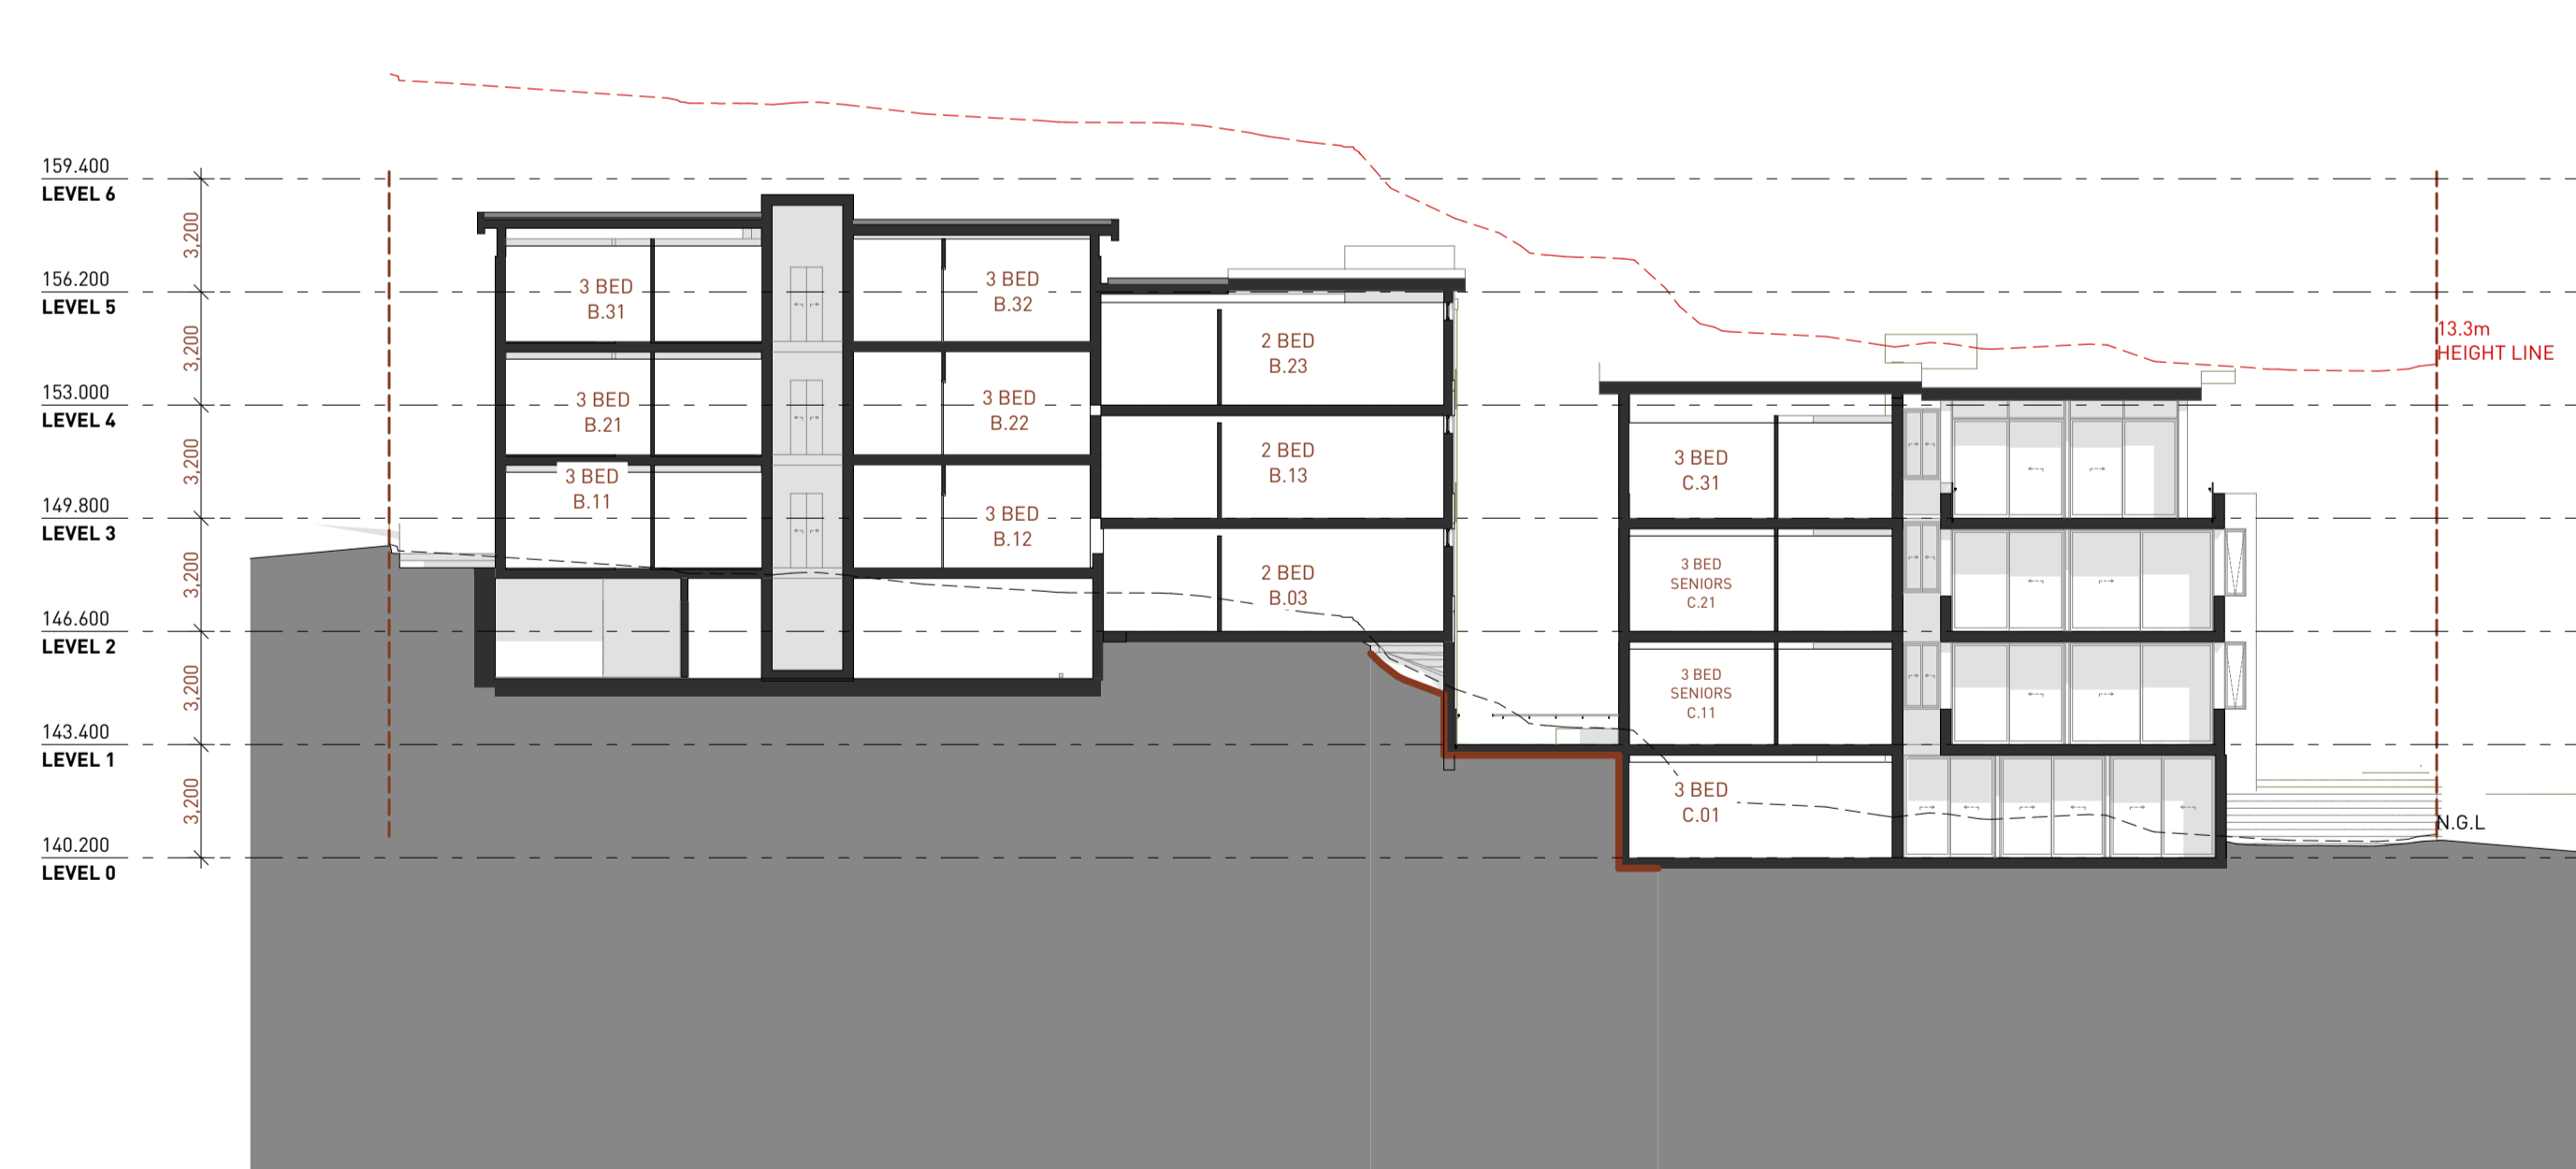 159.400
LEVEL 6
3,200
156.200
LEVEL 5
3,200
153.000
LEVEL 4
3,200
149.800
LEVEL 3
3,200
146.600
LEVEL 2
3,200
143.400
LEVEL 1
3,200
140.200
LEVEL 0
3 BED
B.31
3 BED
B.32
3 BED
B.21
3 BED
B.22
3 BED
B.11
3 BED
B.12
2 BED
B.23
2 BED
B.13
2 BED
B.03
3 BED
C.31
3 BED
SENIORS
C.21
3 BED
SENIORS
C.11
3 BED
C.01
13.3m
HEIGHT LINE
N.G.L